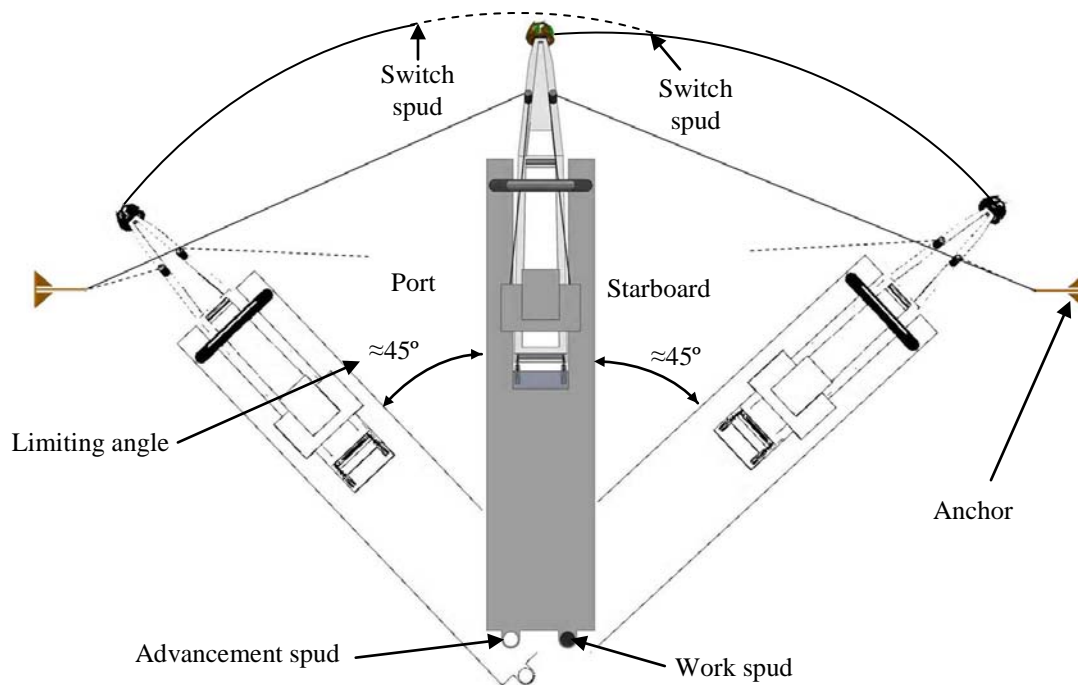 Switch
spud
Switch
spud
Port
Starboard
≈45º
≈45º
Limiting angle
Anchor
Advancement spud
Work spud